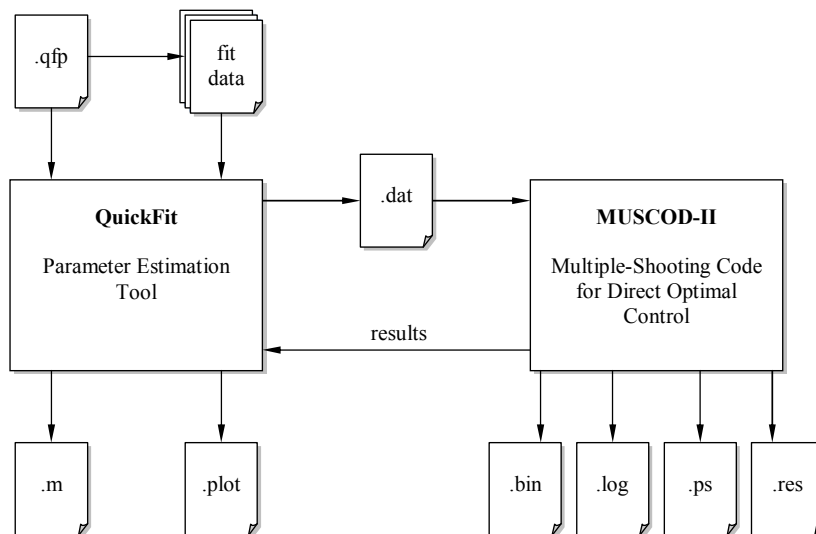 .qfp
fit
data
QuickFit
Parameter Estimation
Tool
.dat
MUSCOD-II
Multiple-Shooting Code
for Direct Optimal
Control
results
.m
.plot
.bin
.log
.ps
.res